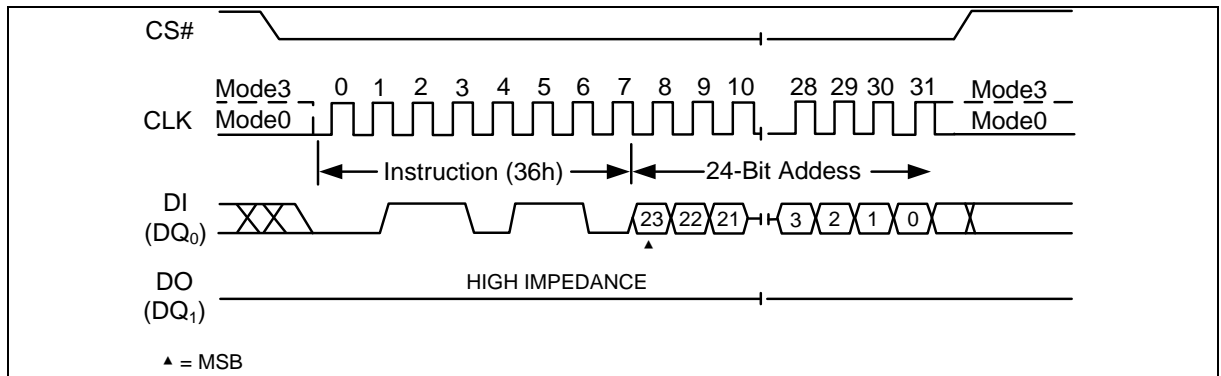 CS#
0 1 2 3 4 5 6 7 8 9 10 28 29 30 31
Mode3 Mode3
CLK Mode0 Mode0
Instruction (36h) 24-Bit Addess
DI 23 22 21 3 2 1 0
(DQ₀)
DO HIGH IMPEDANCE
(DQ₁)
▲ = MSB